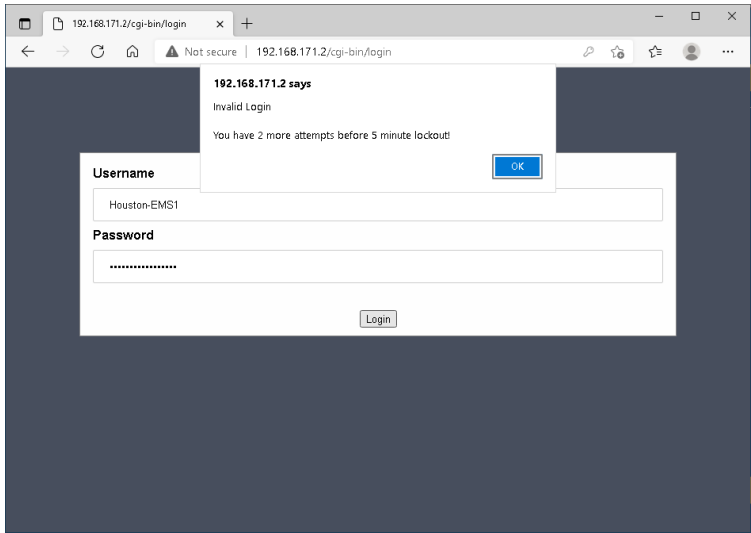 192.168.171.2/cgi-bin/login
Not secure | 192.168.171.2/cgi-bin/login
192.168.171.2 says
Invalid Login
You have 2 more attempts before 5 minute lockout!
OK
Username
Houston-EMS1
Password
•••••••••••••••••
Login